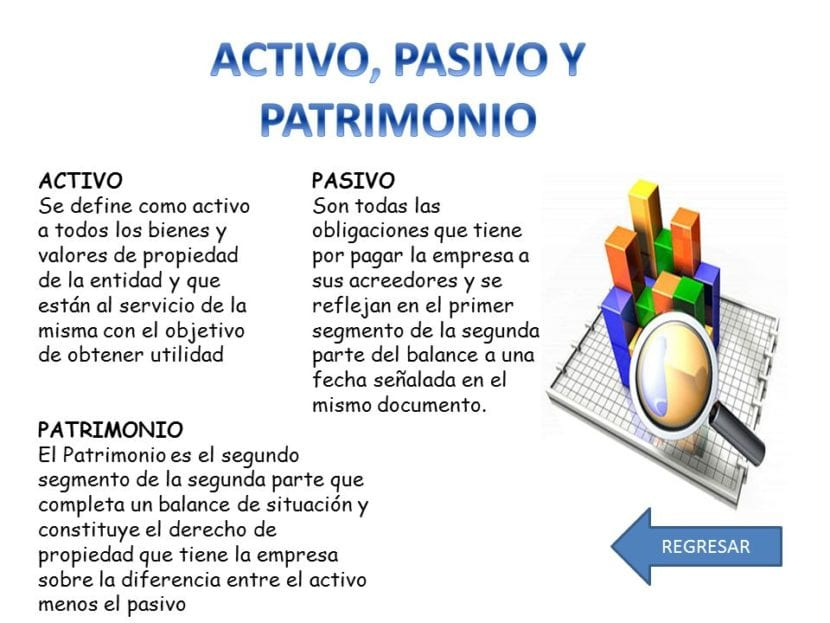 ACTIVO, PASIVO Y
PATRIMONIO
ACTIVO
Se define como activo
a todos los bienes y
valores de propiedad
de la entidad y que
están al servicio de la
misma con el objetivo
de obtener utilidad
PASIVO
Son todas las
obligaciones que tiene
por pagar la empresa a
sus acreedores y se
reflejan en el primer
segmento de la segunda
parte del balance a una
fecha señalada en el
mismo documento.
PATRIMONIO
El Patrimonio es el segundo
segmento de la segunda parte que
completa un balance de situación y
constituye el derecho de
propiedad que tiene la empresa
sobre la diferencia entre el activo
menos el pasivo
REGRESAR